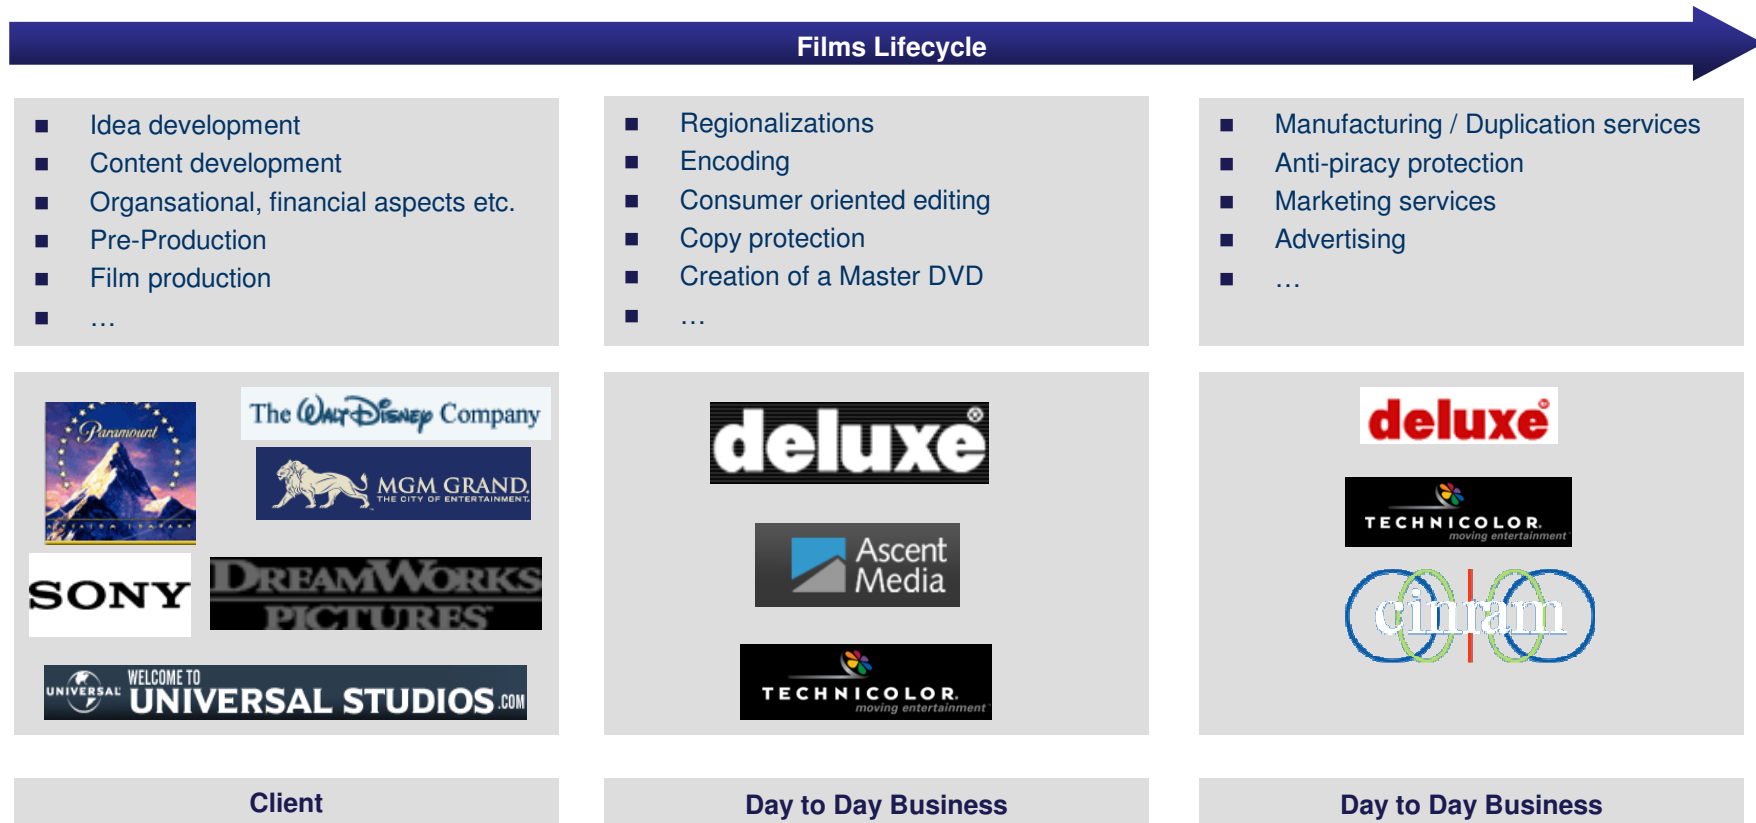 Films Lifecycle
Idea development
Content development
Organsational, financial aspects etc.
Pre-Production
Film production
…
Regionalizations
Encoding
Consumer oriented editing
Copy protection
Creation of a Master DVD
…
Manufacturing / Duplication services
Anti-piracy protection
Marketing services
Advertising
…
Paramount
The Walt Disney Company
MGM GRAND.
THE CITY OF ENTERTAINMENT.
SONY
DREAMWORKS
PICTURES
UNIVERSAL
WELCOME TO
UNIVERSAL STUDIOS.COM
deluxe®
Ascent
Media
TECHNICOLOR.
moving entertainment
deluxe
TECHNICOLOR.
moving entertainment
cinram
Client
Day to Day Business
Day to Day Business